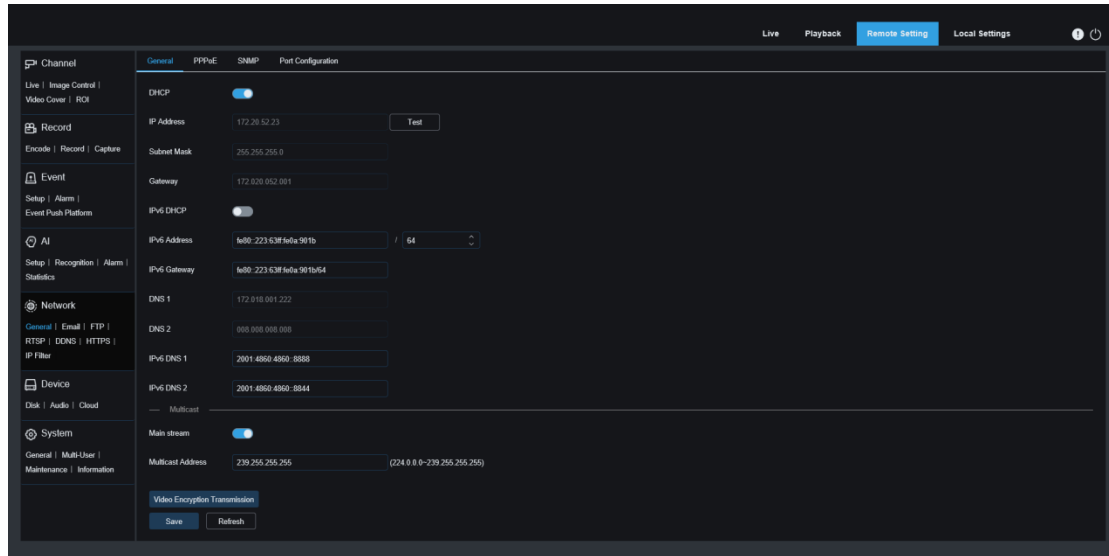 Live Playback Remote Setting Local Settings
Channel
Live | Image Control |
Video Cover | ROI
Record
Encode | Record | Capture
Event
Setup | Alarm |
Event Push Platform
AI
Setup | Recognition | Alarm |
Statistics
Network
General | Email | FTP |
RTSP | DDNS | HTTPS |
IP Filter
Device
Disk | Audio | Cloud
System
General | Multi-User |
Maintenance | Information
General PPPoE SNMP Port Configuration
DHCP
IP Address 172.20.52.23 Test
Subnet Mask 255.255.255.0
Gateway 172.020.052.001
IPv6 DHCP
IPv6 Address fe80::223:63ff:fe0a:901b / 64
IPv6 Gateway fe80::223:63ff:fe0a:901b/64
DNS 1 172.018.001.222
DNS 2 008.008.008.008
IPv6 DNS 1 2001:4860:4860::8888
IPv6 DNS 2 2001:4860:4860::8844
Multicast
Main stream
Multicast Address 239.255.255.255 (224.0.0.0~239.255.255.255)
Video Encryption Transmission
Save Refresh